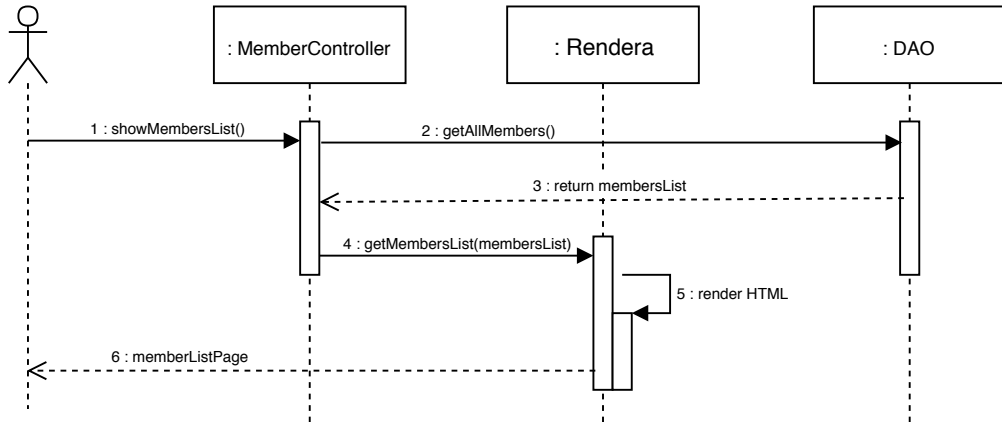 : MemberController
: Rendera
: DAO
1 : showMembersList()
2 : getAllMembers()
3 : return membersList
4 : getMembersList(membersList)
5 : render HTML
6 : memberListPage